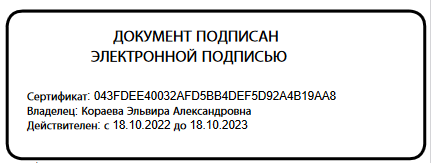 ДОКУМЕНТ ПОДПИСАН
ЭЛЕКТРОННОЙ ПОДПИСЬЮ
Сертификат: 043FDEE40032AFD5BB4DEF5D92A4B19AA8
Владелец: Кораева Эльвира Александровна
Действителен: с 18.10.2022 до 18.10.2023